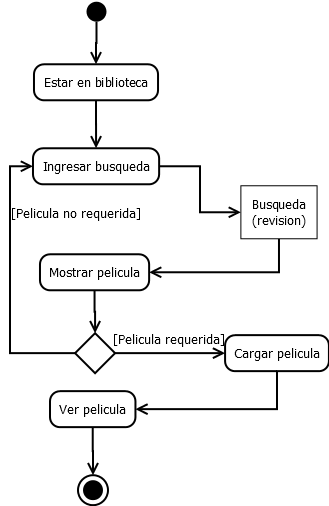 Estar en biblioteca
Ingresar busqueda
Busqueda
(revision)
[Pelicula no requerida]
Mostrar pelicula
[Pelicula requerida]
Cargar pelicula
Ver pelicula